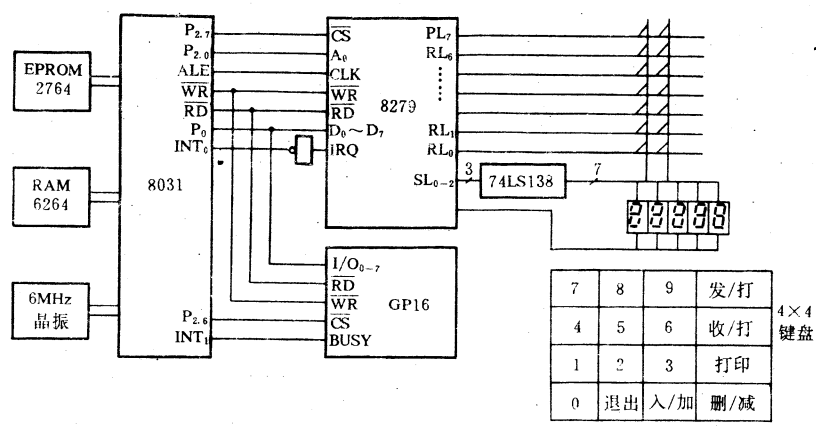 EPROM
2764
RAM
6264
6MHz
晶振
8031
P2.7
P2.0
ALE
WR
RD
P0
INT0
P2.6
INT1
CS
A0
CLK
WR
RD
D0～D7
IRQ
8279
PL7
RL6
RL1
RL0
SL0-2
3
74LS138
7
I/O0-7
RD
WR
CS
BUSY
GP16
7 8 9 发/打
4 5 6 收/打
1 2 3 打印
0 退出 入/加 删/减
4×4
键盘